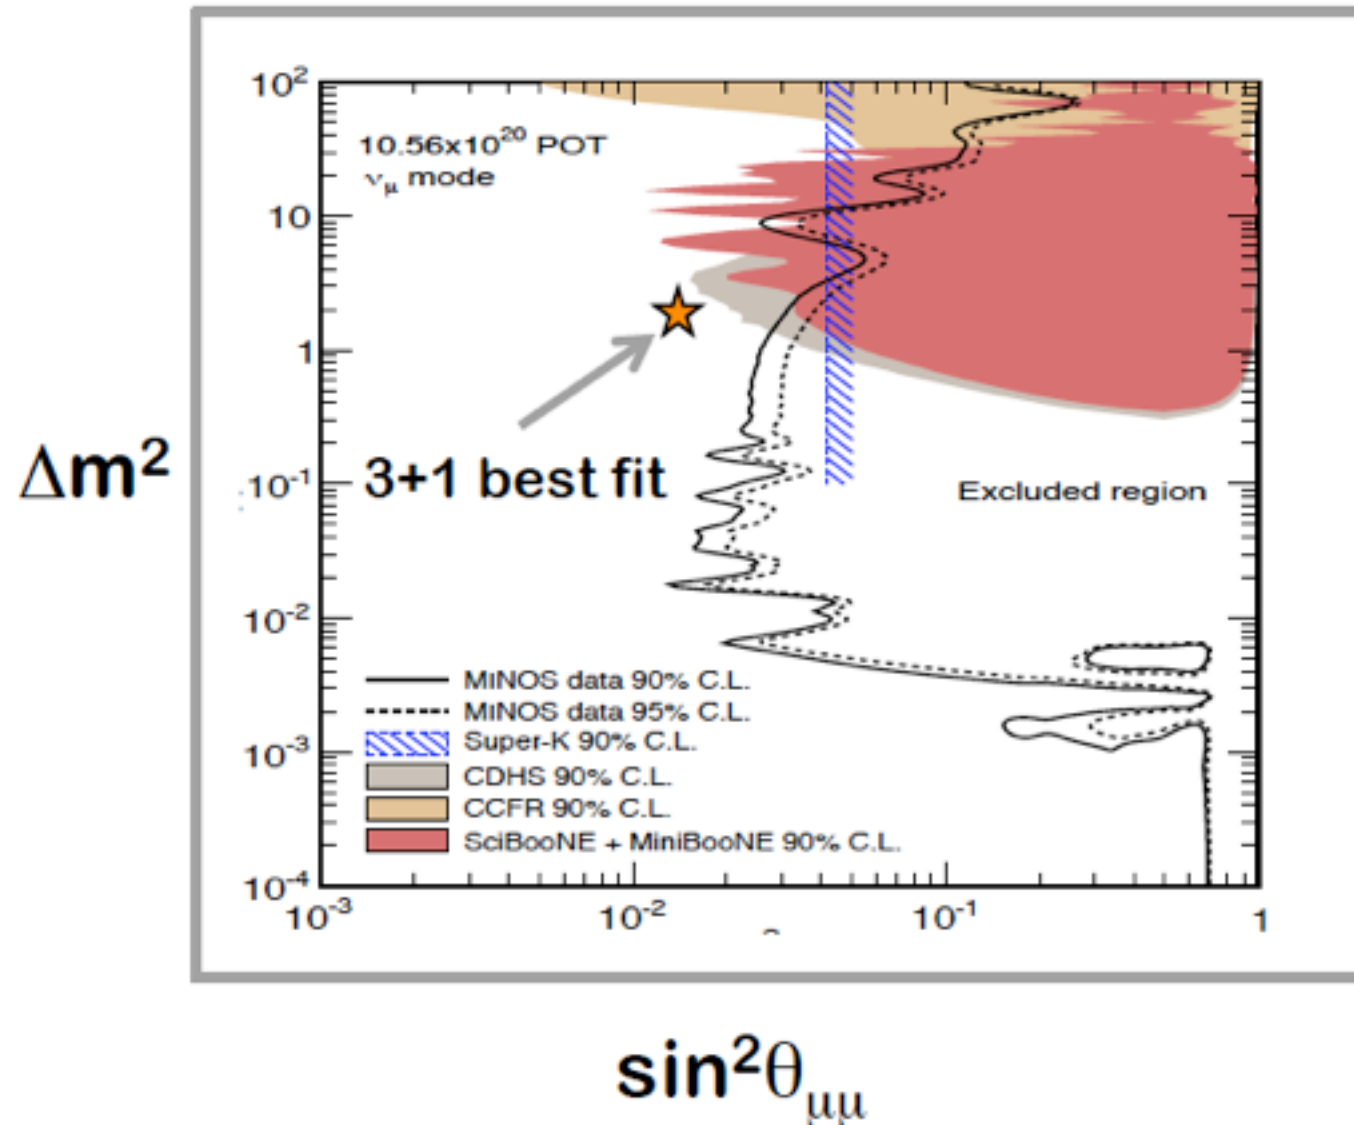 10²
10.56x10²⁰ POT
νμ mode
10
1
Δm²
10⁻¹
3+1 best fit
Excluded region
10⁻²
MINOS data 90% C.L.
MINOS data 95% C.L.
Super-K 90% C.L.
10⁻³
CDHS 90% C.L.
CCFR 90% C.L.
SciBooNE + MiniBooNE 90% C.L.
10⁻⁴
10⁻³ 10⁻² 10⁻¹ 1
sin²θμμ